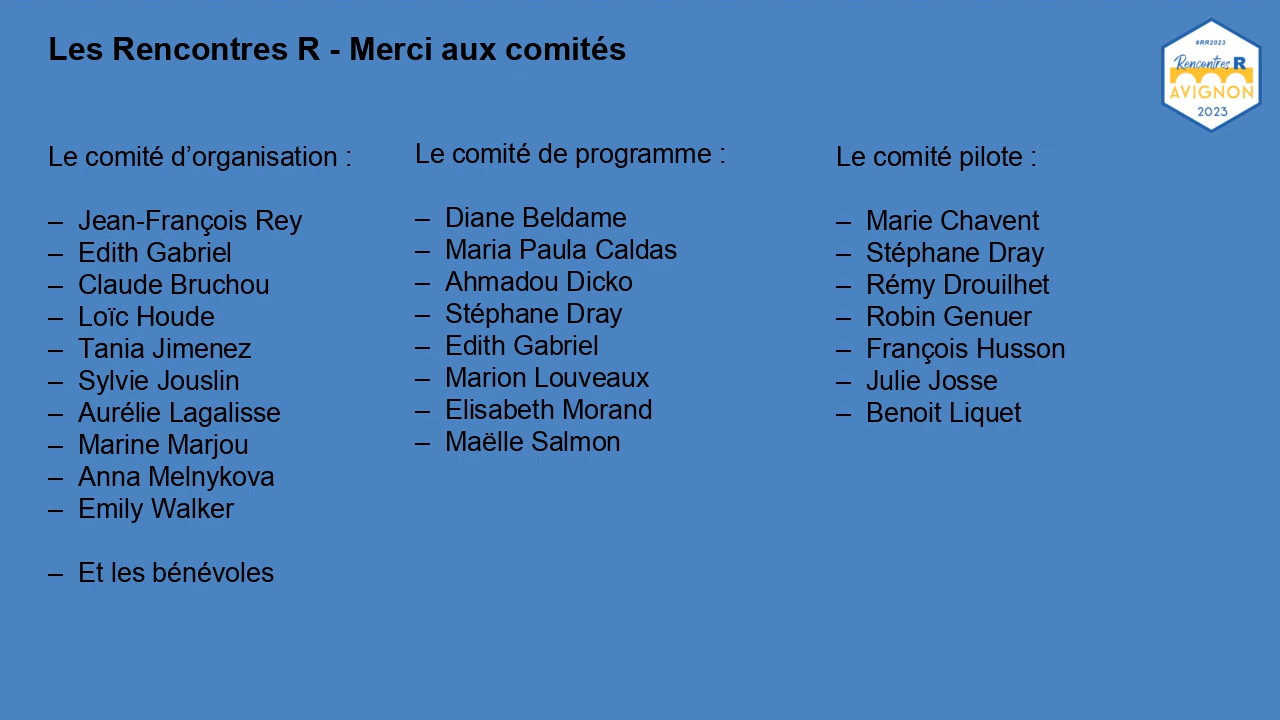 Les Rencontres R - Merci aux comités
#RR2023
Rencontres R
AVIGNON
2023
Le comité d’organisation :
– Jean-François Rey
– Edith Gabriel
– Claude Bruchou
– Loïc Houde
– Tania Jimenez
– Sylvie Jouslin
– Aurélie Lagalisse
– Marine Marjou
– Anna Melnykova
– Emily Walker
– Et les bénévoles
Le comité de programme :
– Diane Beldame
– Maria Paula Caldas
– Ahmadou Dicko
– Stéphane Dray
– Edith Gabriel
– Marion Louveaux
– Elisabeth Morand
– Maëlle Salmon
Le comité pilote :
– Marie Chavent
– Stéphane Dray
– Rémy Drouilhet
– Robin Genuer
– François Husson
– Julie Josse
– Benoit Liquet